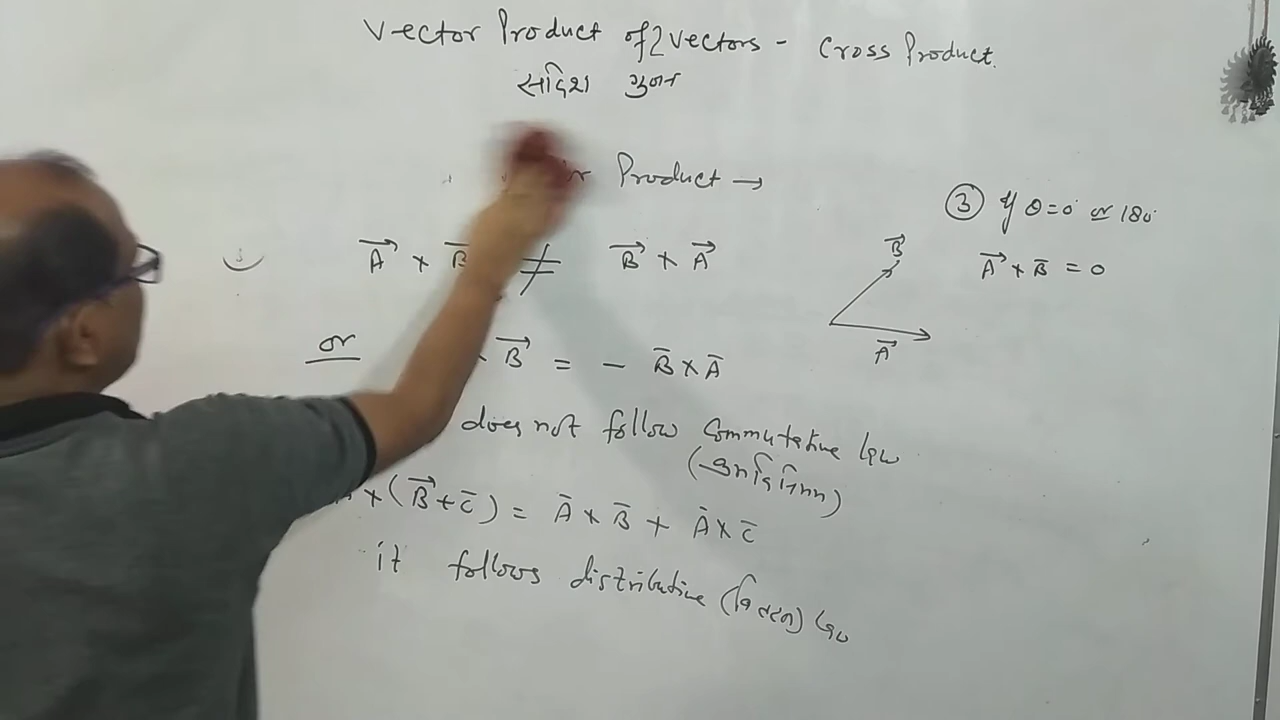 Vector Product of 2 Vectors - Cross Product.
सदिश गुणन
Product →
A⃗ × B⃗ ≠ B⃗ × A⃗
or × B⃗ = - B̄ × Ā
does not follow Commutative law
× (B⃗ + C̄) = Ā × B̄ + Ā × C̄
it follows distributive (वितरण) law
③ If θ=0° or 180°
A⃗ × B̄ = 0
B⃗
A⃗